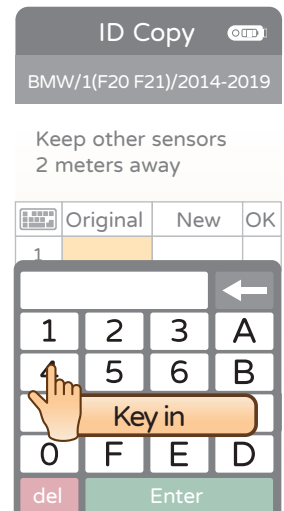 ID Copy
BMW/1(F20 F21)/2014-2019
Keep other sensors
2 meters away
Original New OK
1
1 2 3 A
4 5 6 B
Key in
0 F E D
del Enter